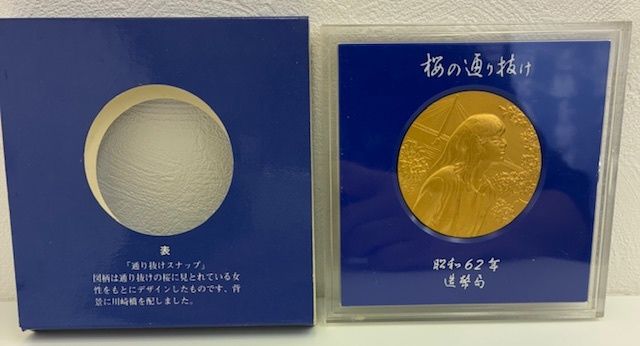 表
「通り抜けスナップ」
図柄は通り抜けの桜に見とれている女
性をもとにデザインしたものです、背
景に川崎橋を配しました。
桜の通り抜け
昭和62年
造幣局